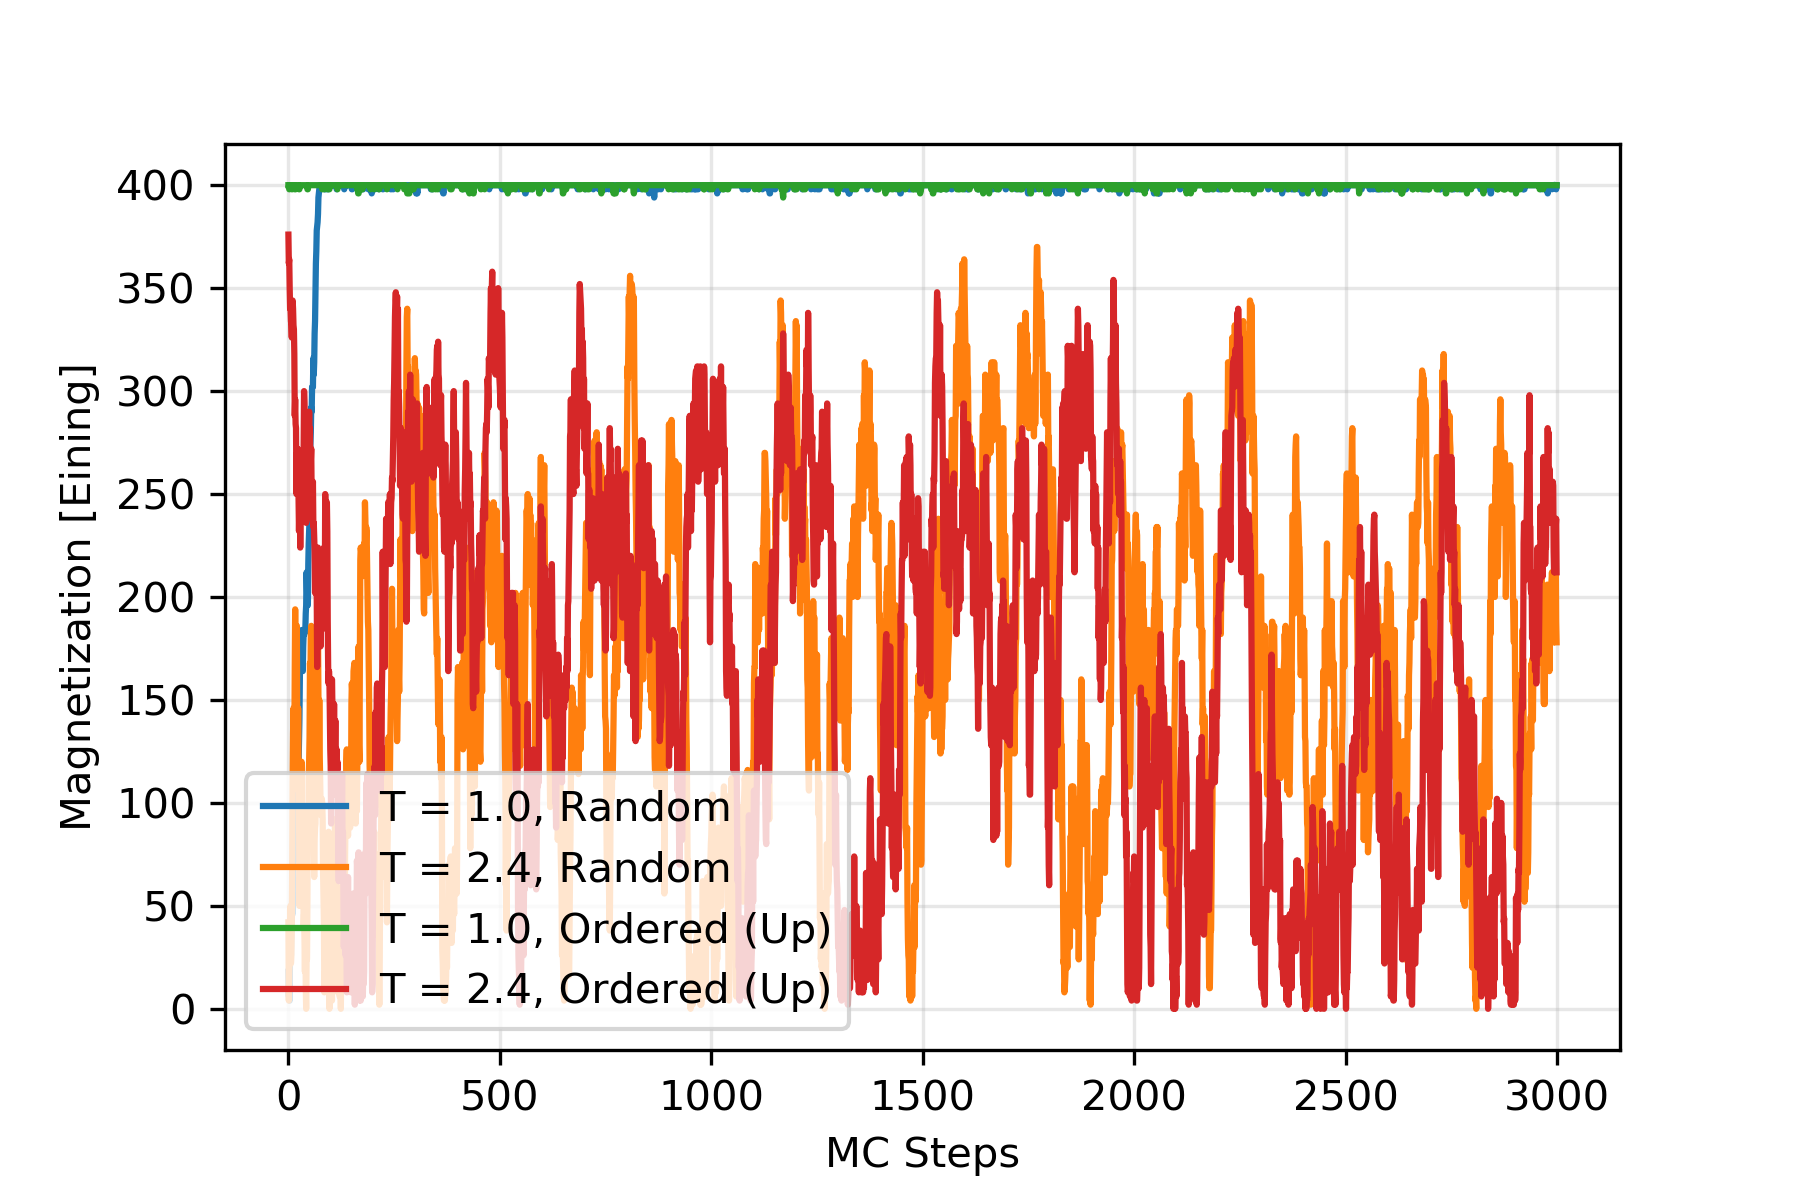 400
350
300
250
200
150
100
50
0
Magnetization [Eining]
T = 1.0, Random
T = 2.4, Random
T = 1.0, Ordered (Up)
T = 2.4, Ordered (Up)
0 500 1000 1500 2000 2500 3000
MC Steps